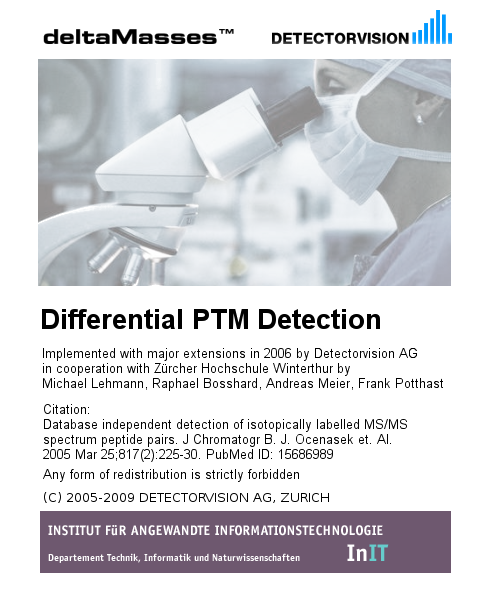 deltaMasses™
DETECTORVISION
Differential PTM Detection
Implemented with major extensions in 2006 by Detectorvision AG
in cooperation with Zürcher Hochschule Winterthur by
Michael Lehmann, Raphael Bosshard, Andreas Meier, Frank Potthast
Citation:
Database independent detection of isotopically labelled MS/MS
spectrum peptide pairs. J Chromatogr B. J. Ocenasek et. Al.
2005 Mar 25;817(2):225-30. PubMed ID: 15686989
Any form of redistribution is strictly forbidden
(C) 2005-2009 DETECTORVISION AG, ZURICH
INSTITUT FüR ANGEWANDTE INFORMATIONSTECHNOLOGIE
Departement Technik, Informatik und Naturwissenschaften
InIT